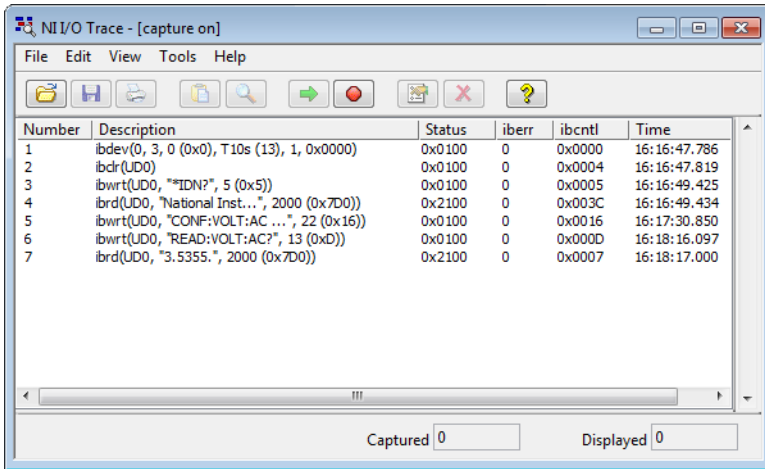 NI I/O Trace - [capture on]
File Edit View Tools Help
Number Description Status iberr ibcntl Time
1 ibdev(0, 3, 0 (0x0), T10s (13), 1, 0x0000) 0x0100 0 0x0000 16:16:47.786
2 ibclr(UD0) 0x0100 0 0x0004 16:16:47.819
3 ibwrt(UD0, "*IDN?", 5 (0x5)) 0x0100 0 0x0005 16:16:49.425
4 ibrd(UD0, "National Inst...", 2000 (0x7D0)) 0x2100 0 0x003C 16:16:49.434
5 ibwrt(UD0, "CONF:VOLT:AC ...", 22 (0x16)) 0x0100 0 0x0016 16:17:30.850
6 ibwrt(UD0, "READ:VOLT:AC?", 13 (0xD)) 0x0100 0 0x000D 16:18:16.097
7 ibrd(UD0, "3.5355.", 2000 (0x7D0)) 0x2100 0 0x0007 16:18:17.000
Captured 0 Displayed 0